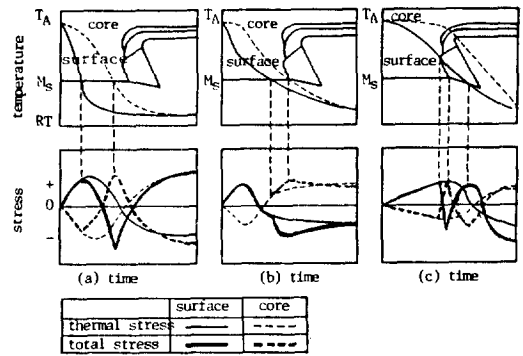 T_A core
T_A
T_A core
core
surface
surface
surface
temperature
M_s
M_s
M_s
RT
stress
+
0
−
(a) time
(b) time
(c) time
surface core
thermal stress
total stress